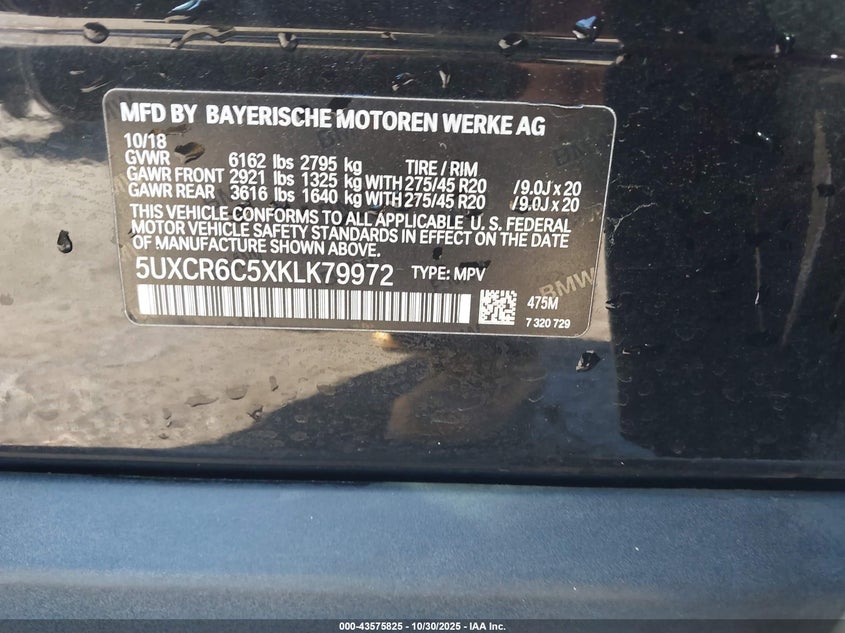 MFD BY BAYERISCHE MOTOREN WERKE AG
10/18
GVWR 6162 lbs 2795 kg TIRE / RIM
GAWR FRONT 2921 lbs 1325 kg WITH 275/45 R20 /9.0J x 20
GAWR REAR 3616 lbs 1640 kg WITH 275/45 R20 /9.0J x 20
THIS VEHICLE CONFORMS TO ALL APPLICABLE U. S. FEDERAL
MOTOR VEHICLE SAFETY STANDARDS IN EFFECT ON THE DATE
OF MANUFACTURE SHOWN ABOVE.
5UXCR6C5XKLK79972 TYPE: MPV
BMW
475M
7 320 729
000-43575825 | 10/30/2025 - IAA Inc.